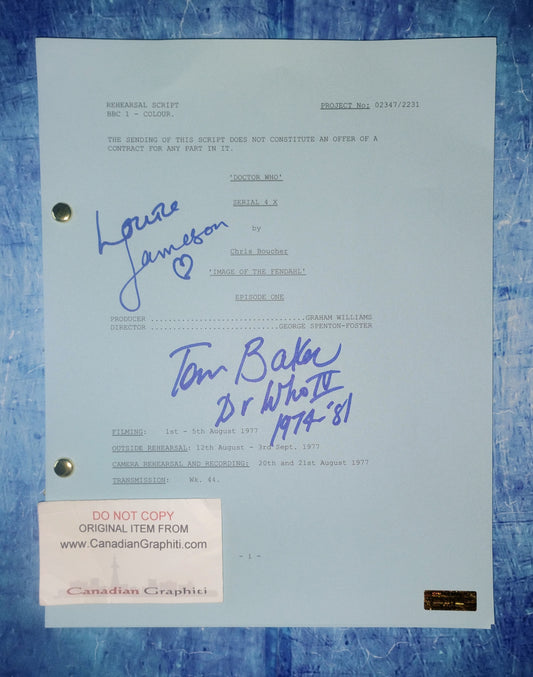 REHEARSAL SCRIPT PROJECT No: 02347/2231
BBC 1 - COLOUR.
THE SENDING OF THIS SCRIPT DOES NOT CONSTITUTE AN OFFER OF A
CONTRACT FOR ANY PART IN IT.
'DOCTOR WHO'
SERIAL 4 X
by
Chris Boucher
'IMAGE OF THE FENDAHL'
EPISODE ONE
Louise
Jameson
PRODUCER ...................................GRAHAM WILLIAMS
DIRECTOR .............................GEORGE SPENTON-FOSTER
Tom Baker
Dr Who IV
1974-'81
FILMING: 1st - 5th August 1977
OUTSIDE REHEARSAL: 12th August - 3rd Sept. 1977
CAMERA REHEARSAL AND RECORDING: 20th and 21st August 1977
TRANSMISSION: Wk. 44.
- 1 -
DO NOT COPY
ORIGINAL ITEM FROM
www.CanadianGraphiti.com
Canadian Graphiti